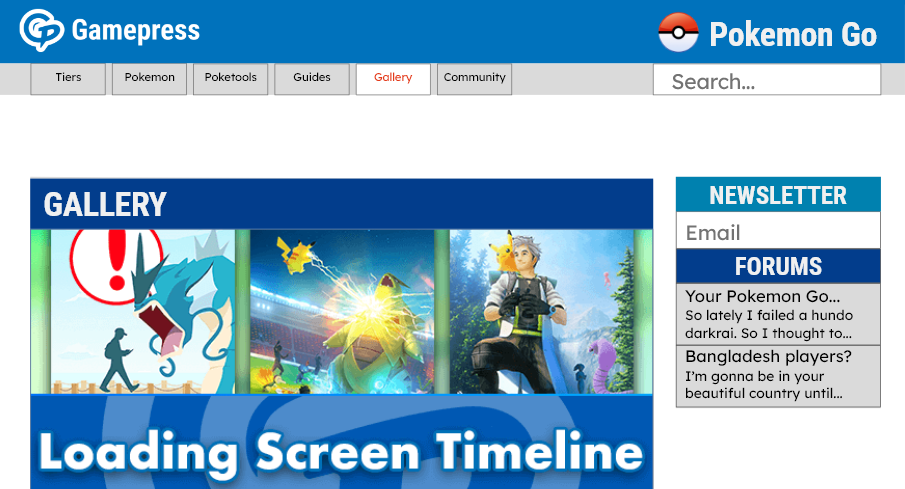 Gamepress
Pokemon Go
Tiers
Pokemon
Poketools
Guides
Gallery
Community
Search...
GALLERY
Loading Screen Timeline
NEWSLETTER
Email
FORUMS
Your Pokemon Go...
So lately I failed a hundo
darkrai. So I thought to...
Bangladesh players?
I'm gonna be in your
beautiful country until...